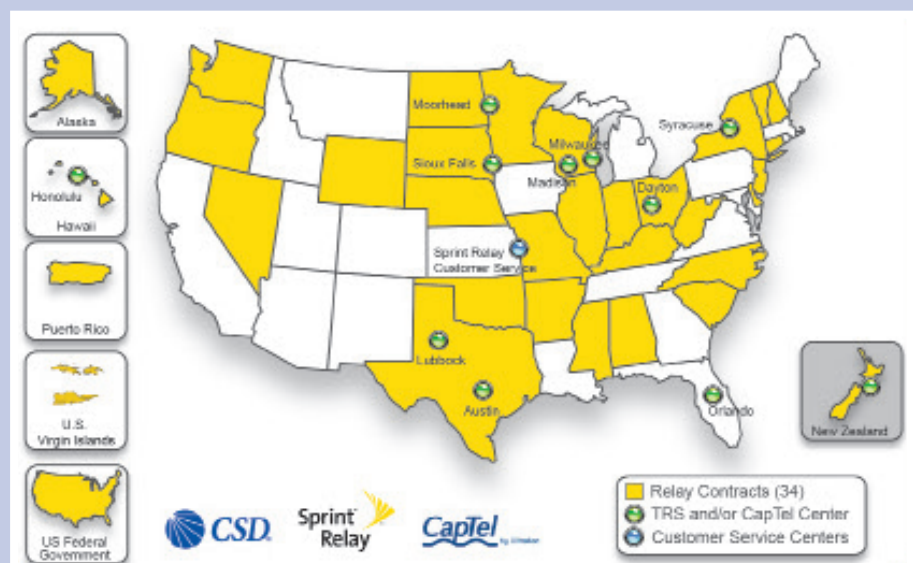 Alaska
Honolulu
Hawaii
Puerto Rico
U.S.
Virgin Islands
US Federal
Government
Moorhead
Sioux Falls
Milwaukee
Madison
Dayton
Syracuse
Sprint Relay
Customer Service
Lubbock
Austin
Orlando
New Zealand
CSD
Sprint
Relay
CapTel
Relay Contracts (34)
TRS and/or CapTel Center
Customer Service Centers